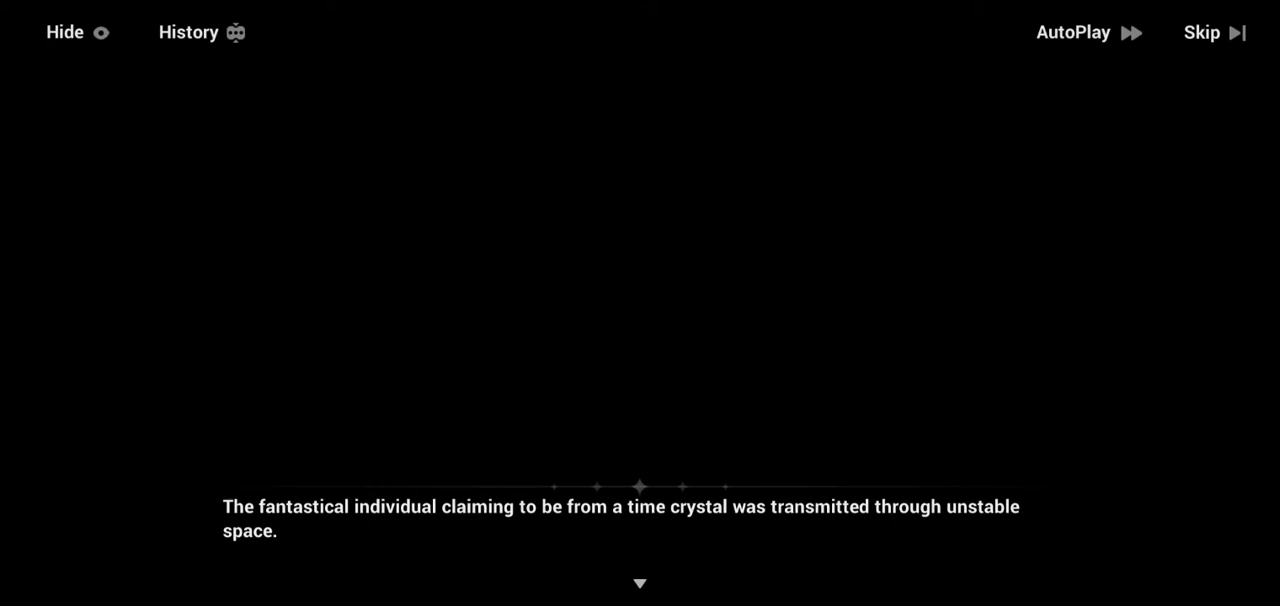 Hide
History
AutoPlay
Skip
The fantastical individual claiming to be from a time crystal was transmitted through unstable
space.